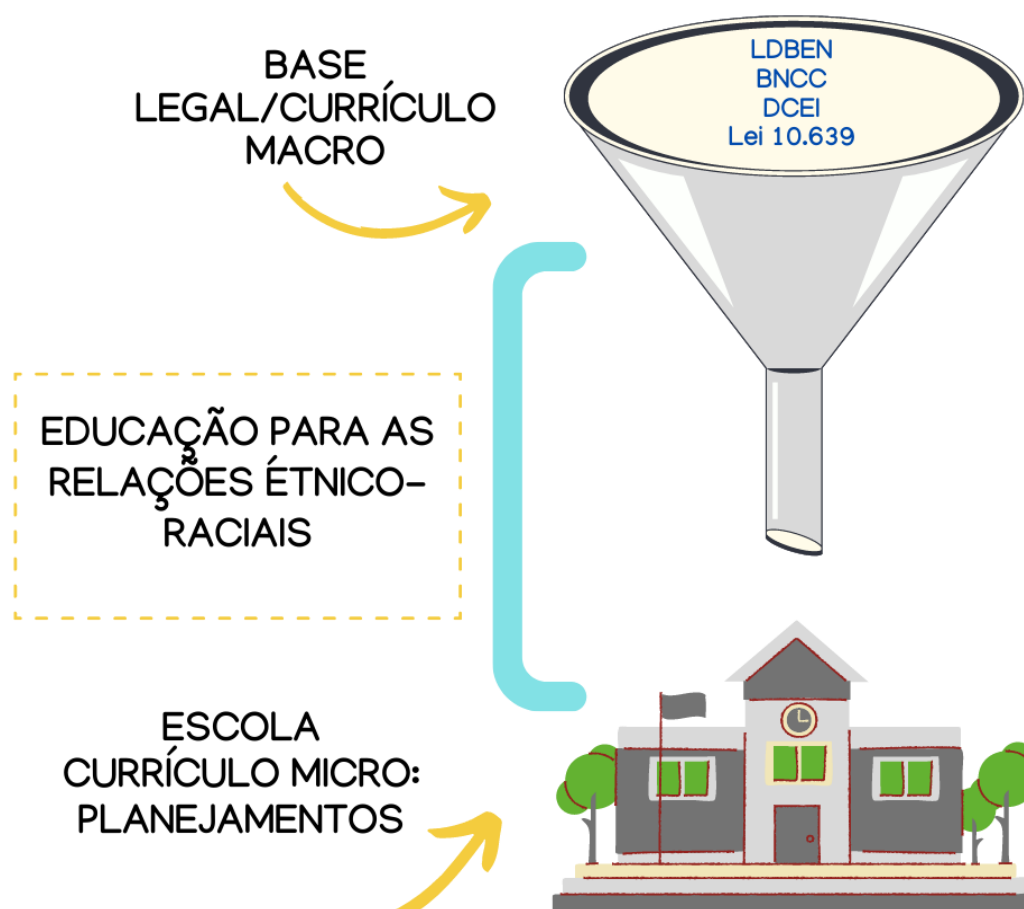 BASE
LEGAL/CURRÍCULO
MACRO
LDBEN
BNCC
DCEI
Lei 10.639
EDUCAÇÃO PARA AS
RELAÇÕES ÉTNICO-
RACIAIS
ESCOLA
CURRÍCULO MICRO:
PLANEJAMENTOS